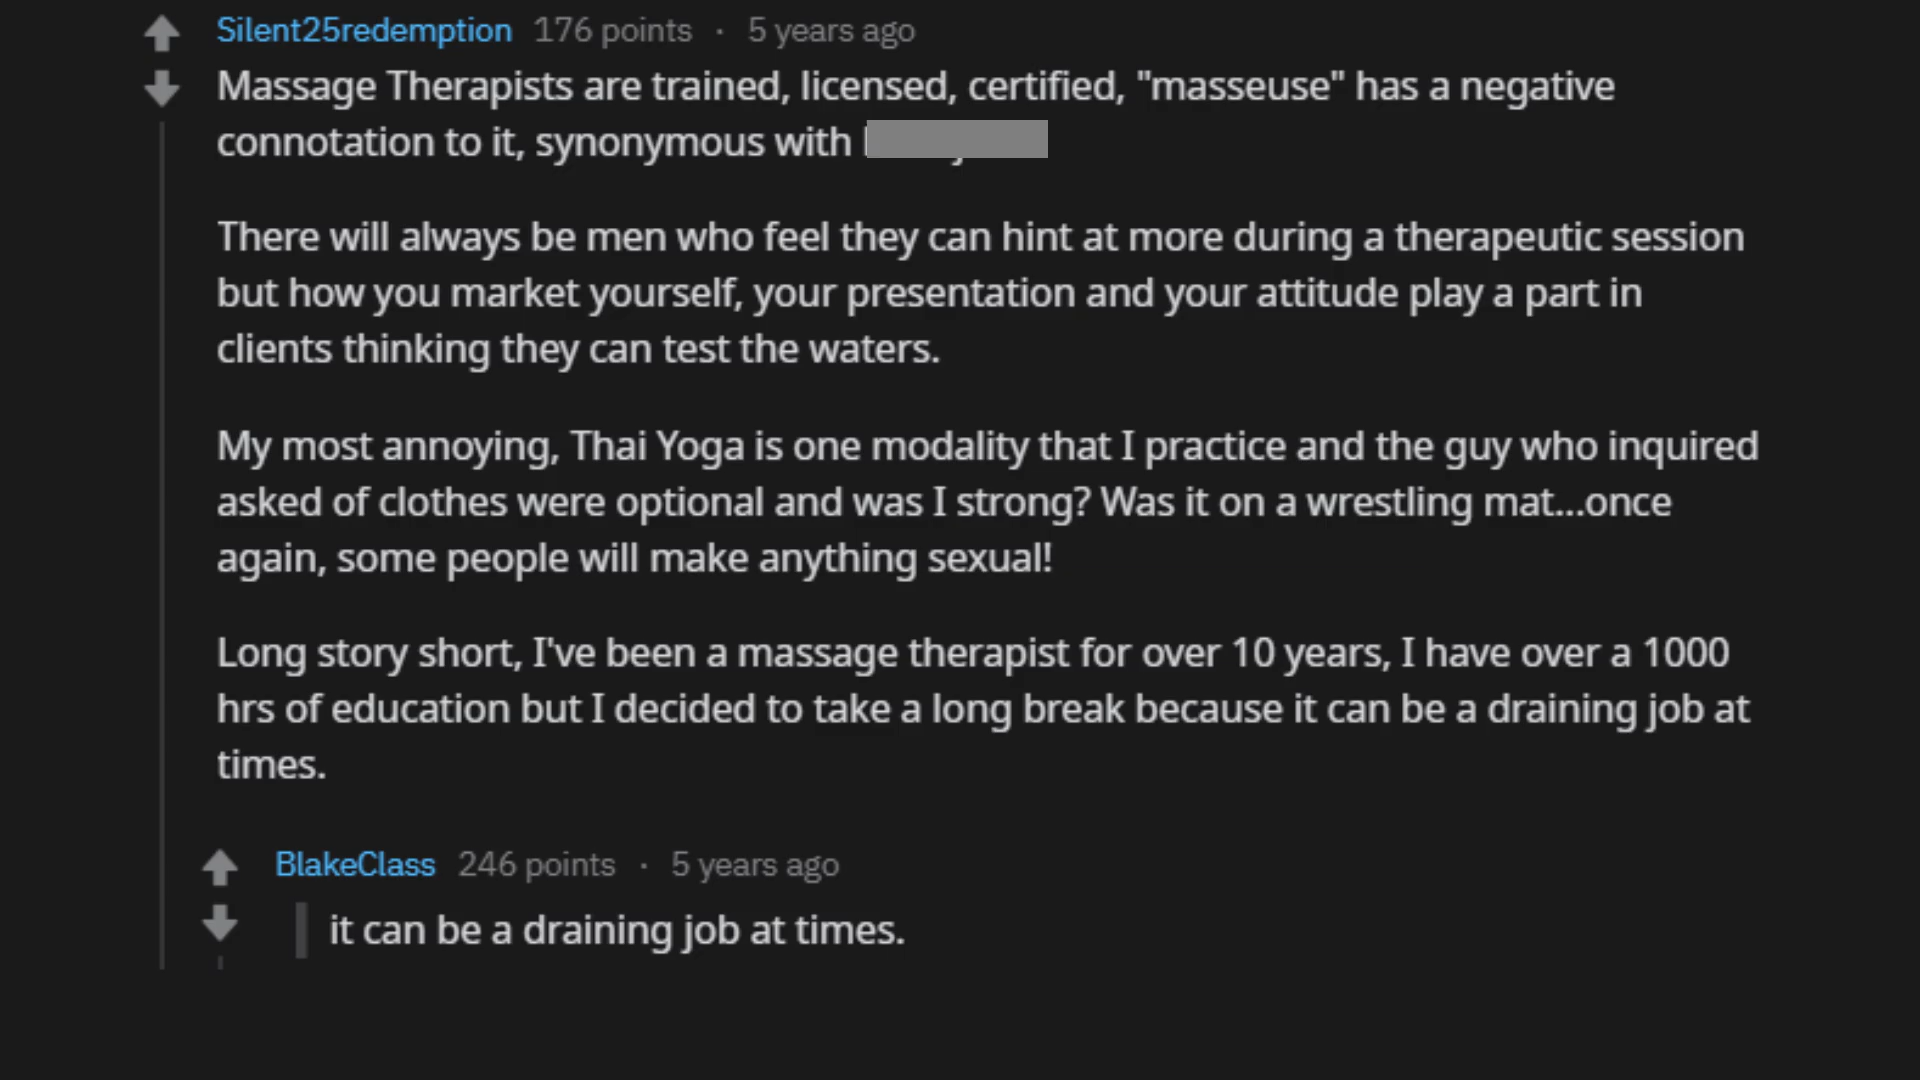 Silent25redemption 176 points · 5 years ago
Massage Therapists are trained, licensed, certified, "masseuse" has a negative
connotation to it, synonymous with
There will always be men who feel they can hint at more during a therapeutic session
but how you market yourself, your presentation and your attitude play a part in
clients thinking they can test the waters.
My most annoying, Thai Yoga is one modality that I practice and the guy who inquired
asked of clothes were optional and was I strong? Was it on a wrestling mat...once
again, some people will make anything sexual!
Long story short, I've been a massage therapist for over 10 years, I have over a 1000
hrs of education but I decided to take a long break because it can be a draining job at
times.
BlakeClass 246 points · 5 years ago
it can be a draining job at times.